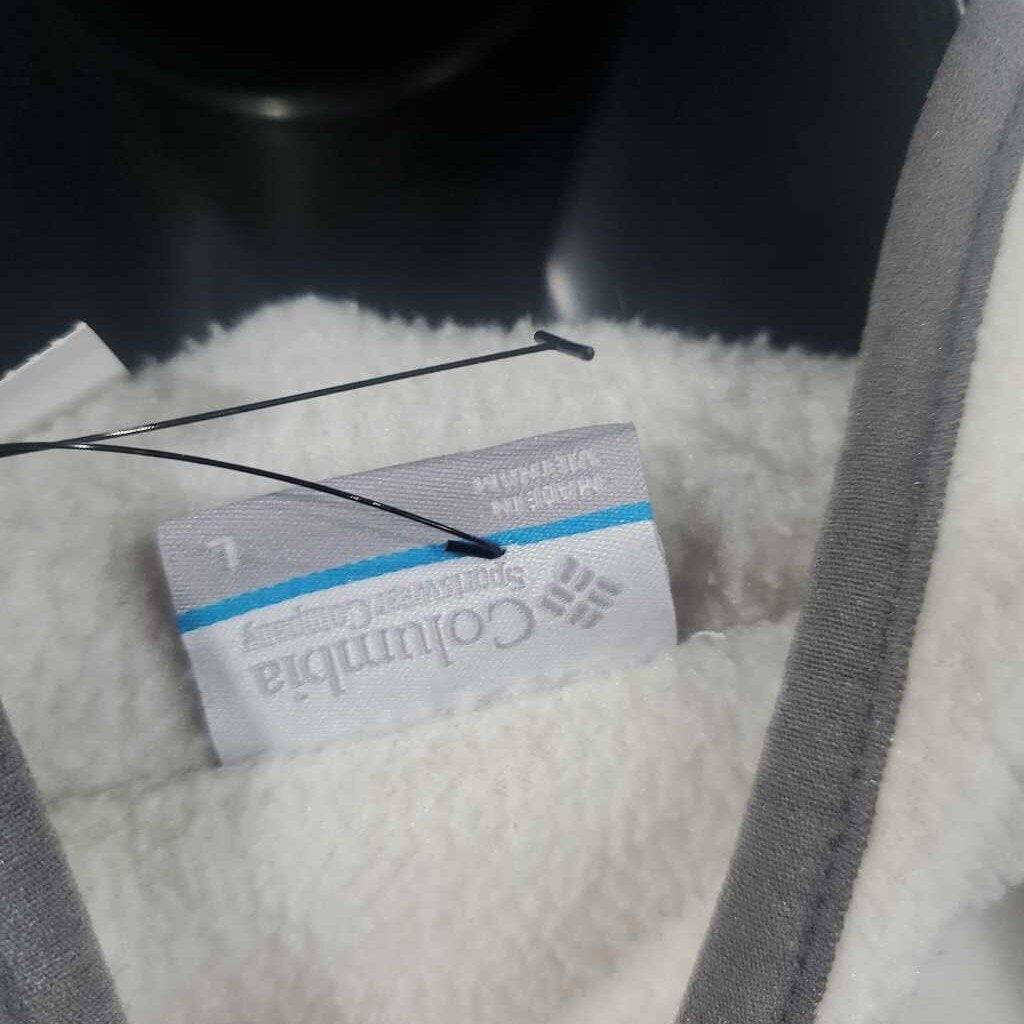 Columbia
Sportswear Company
L
MADE IN
VIETNAM